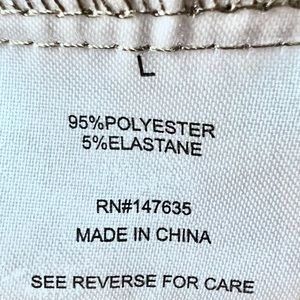 L
95%POLYESTER
5%ELASTANE
RN#147635
MADE IN CHINA
SEE REVERSE FOR CARE